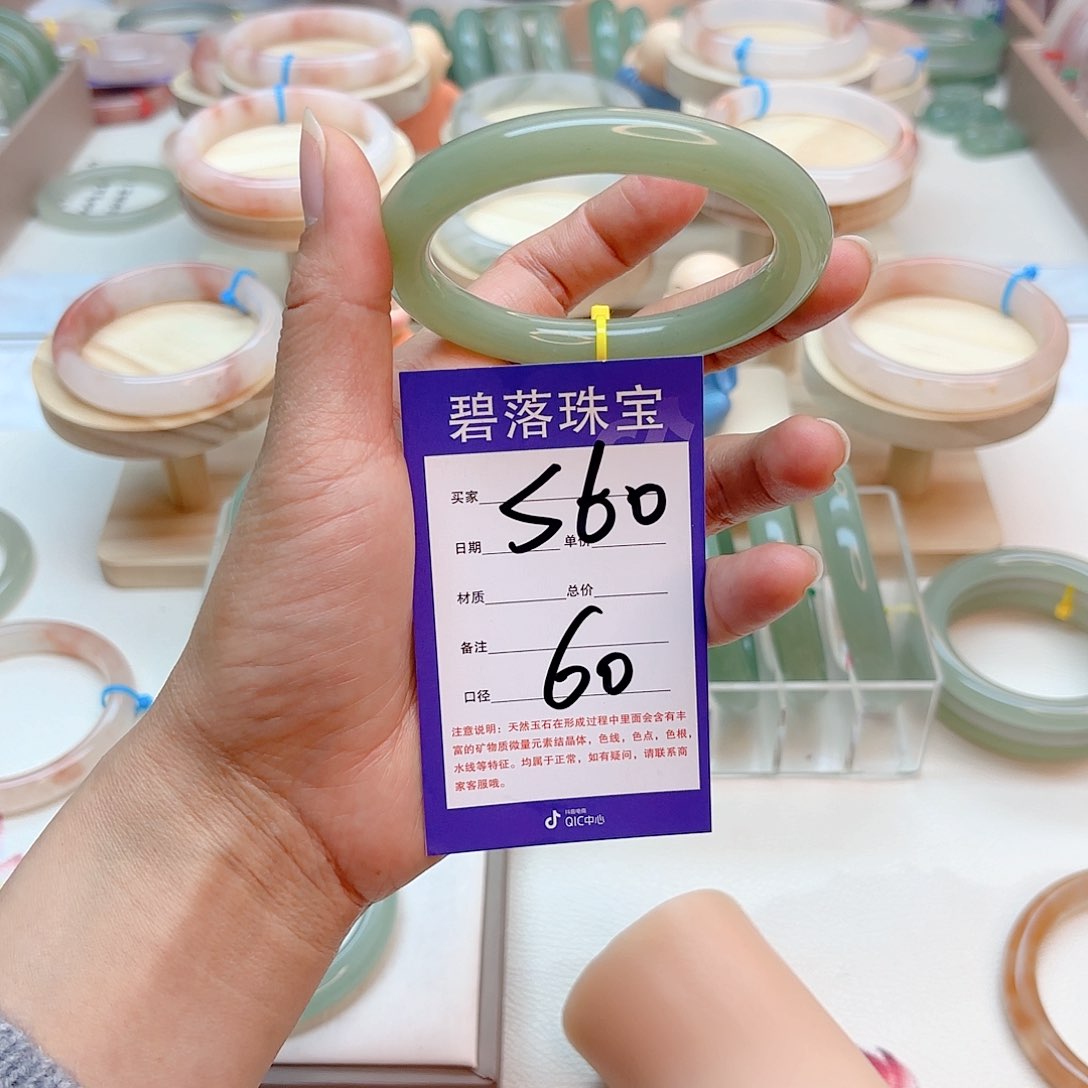 碧落珠宝
买家
S60
日期 单价
材质 总价
备注
60
口径
注意说明：天然玉石在形成过程中里面会含有丰
富的矿物质微量元素结晶体，色线，色点，色根，
水线等特征。均属于正常，如有疑问，请联系商
家客服哦。
抖音电商
QIC中心